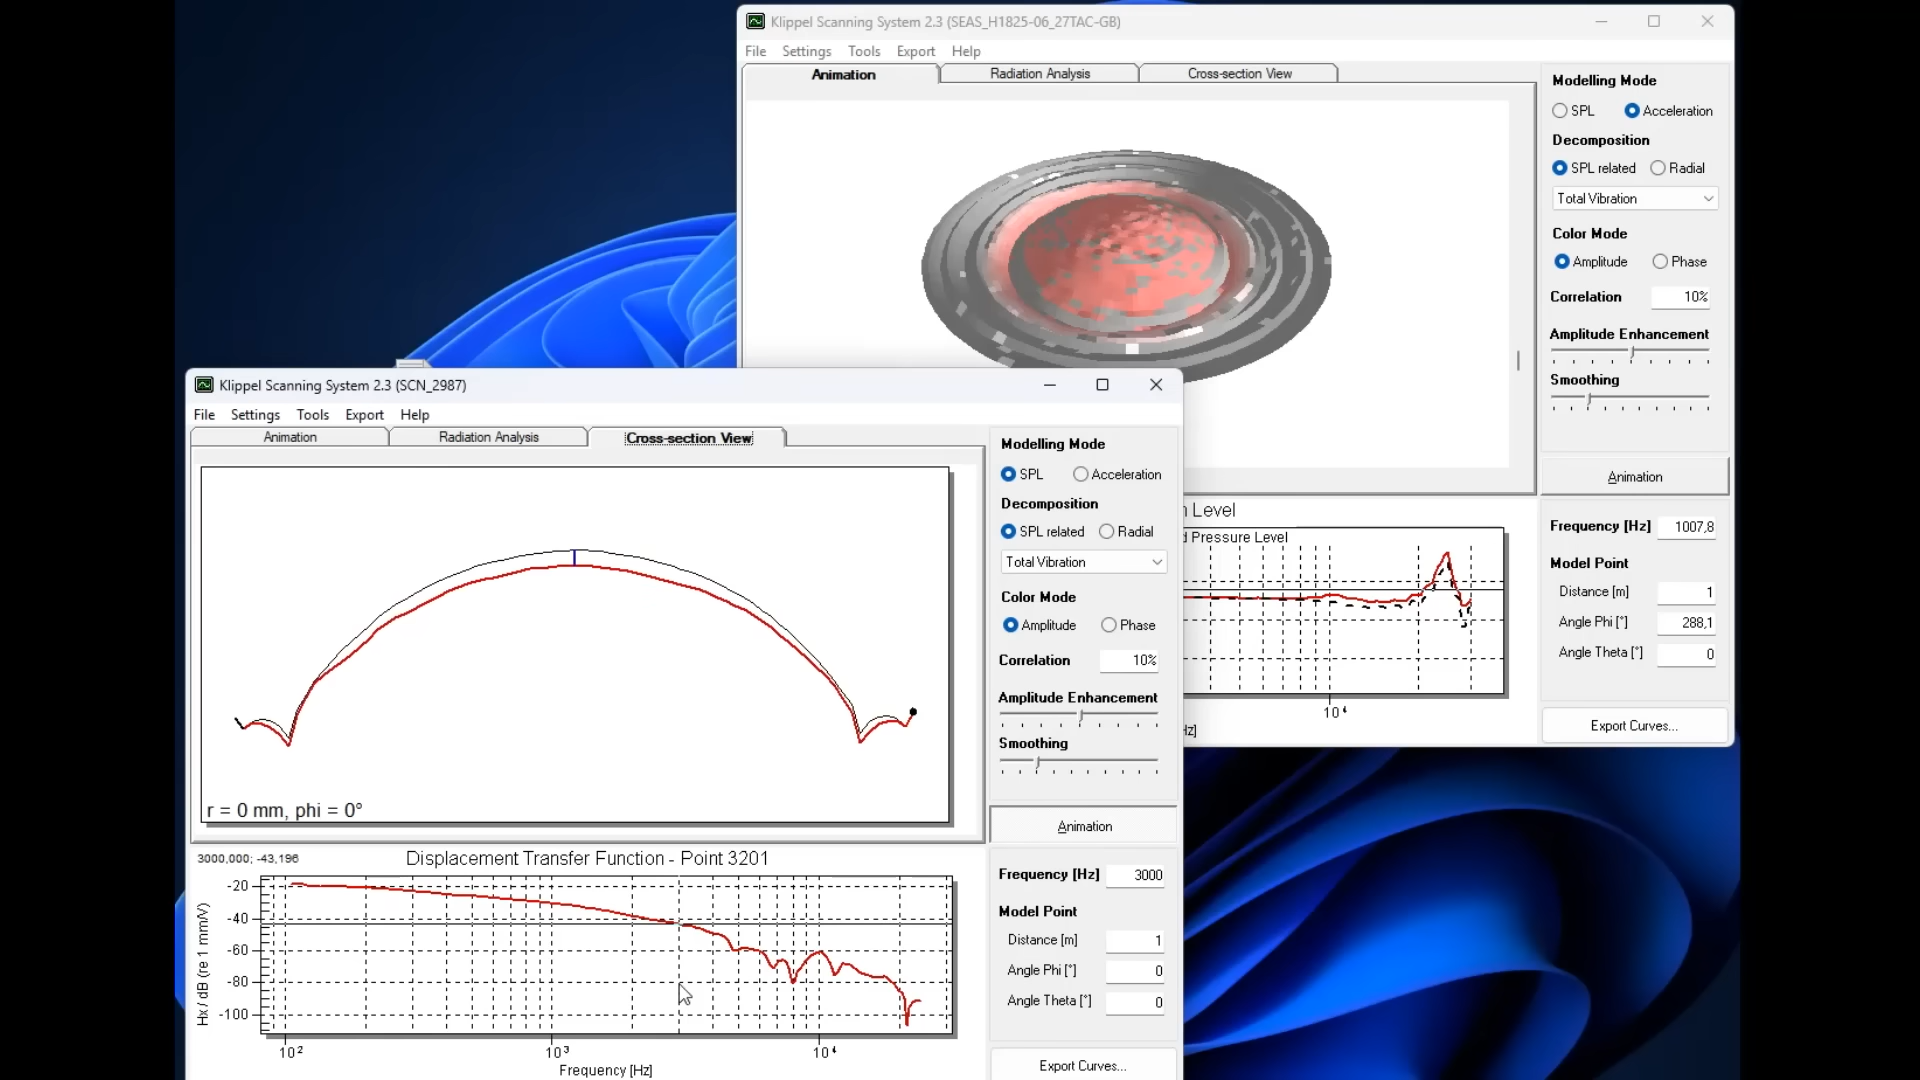 Klippel Scanning System 2.3 (SEAS_H1825-06_27TAC-GB)
File Settings Tools Export Help
Animation Radiation Analysis Cross-section View
Modelling Mode
SPL Acceleration
Decomposition
SPL related Radial
Total Vibration
Color Mode
Amplitude Phase
Correlation 10%
Amplitude Enhancement
Smoothing
Animation
Frequency [Hz] 1007,8
Model Point
Distance [m] 1
Angle Phi [°] 288,1
Angle Theta [°] 0
Export Curves...
n Level
d Pressure Level
10⁴
Hz]
Klippel Scanning System 2.3 (SCN_2987)
File Settings Tools Export Help
Animation Radiation Analysis Cross-section View
r = 0 mm, phi = 0°
Modelling Mode
SPL Acceleration
Decomposition
SPL related Radial
Total Vibration
Color Mode
Amplitude Phase
Correlation 10%
Amplitude Enhancement
Smoothing
Animation
3000,000; -43,196
Displacement Transfer Function - Point 3201
Hx / dB (re 1 mm/V)
-20
-40
-60
-80
-100
10² 10³ 10⁴
Frequency [Hz]
Frequency [Hz] 3000
Model Point
Distance [m] 1
Angle Phi [°] 0
Angle Theta [°] 0
Export Curves...